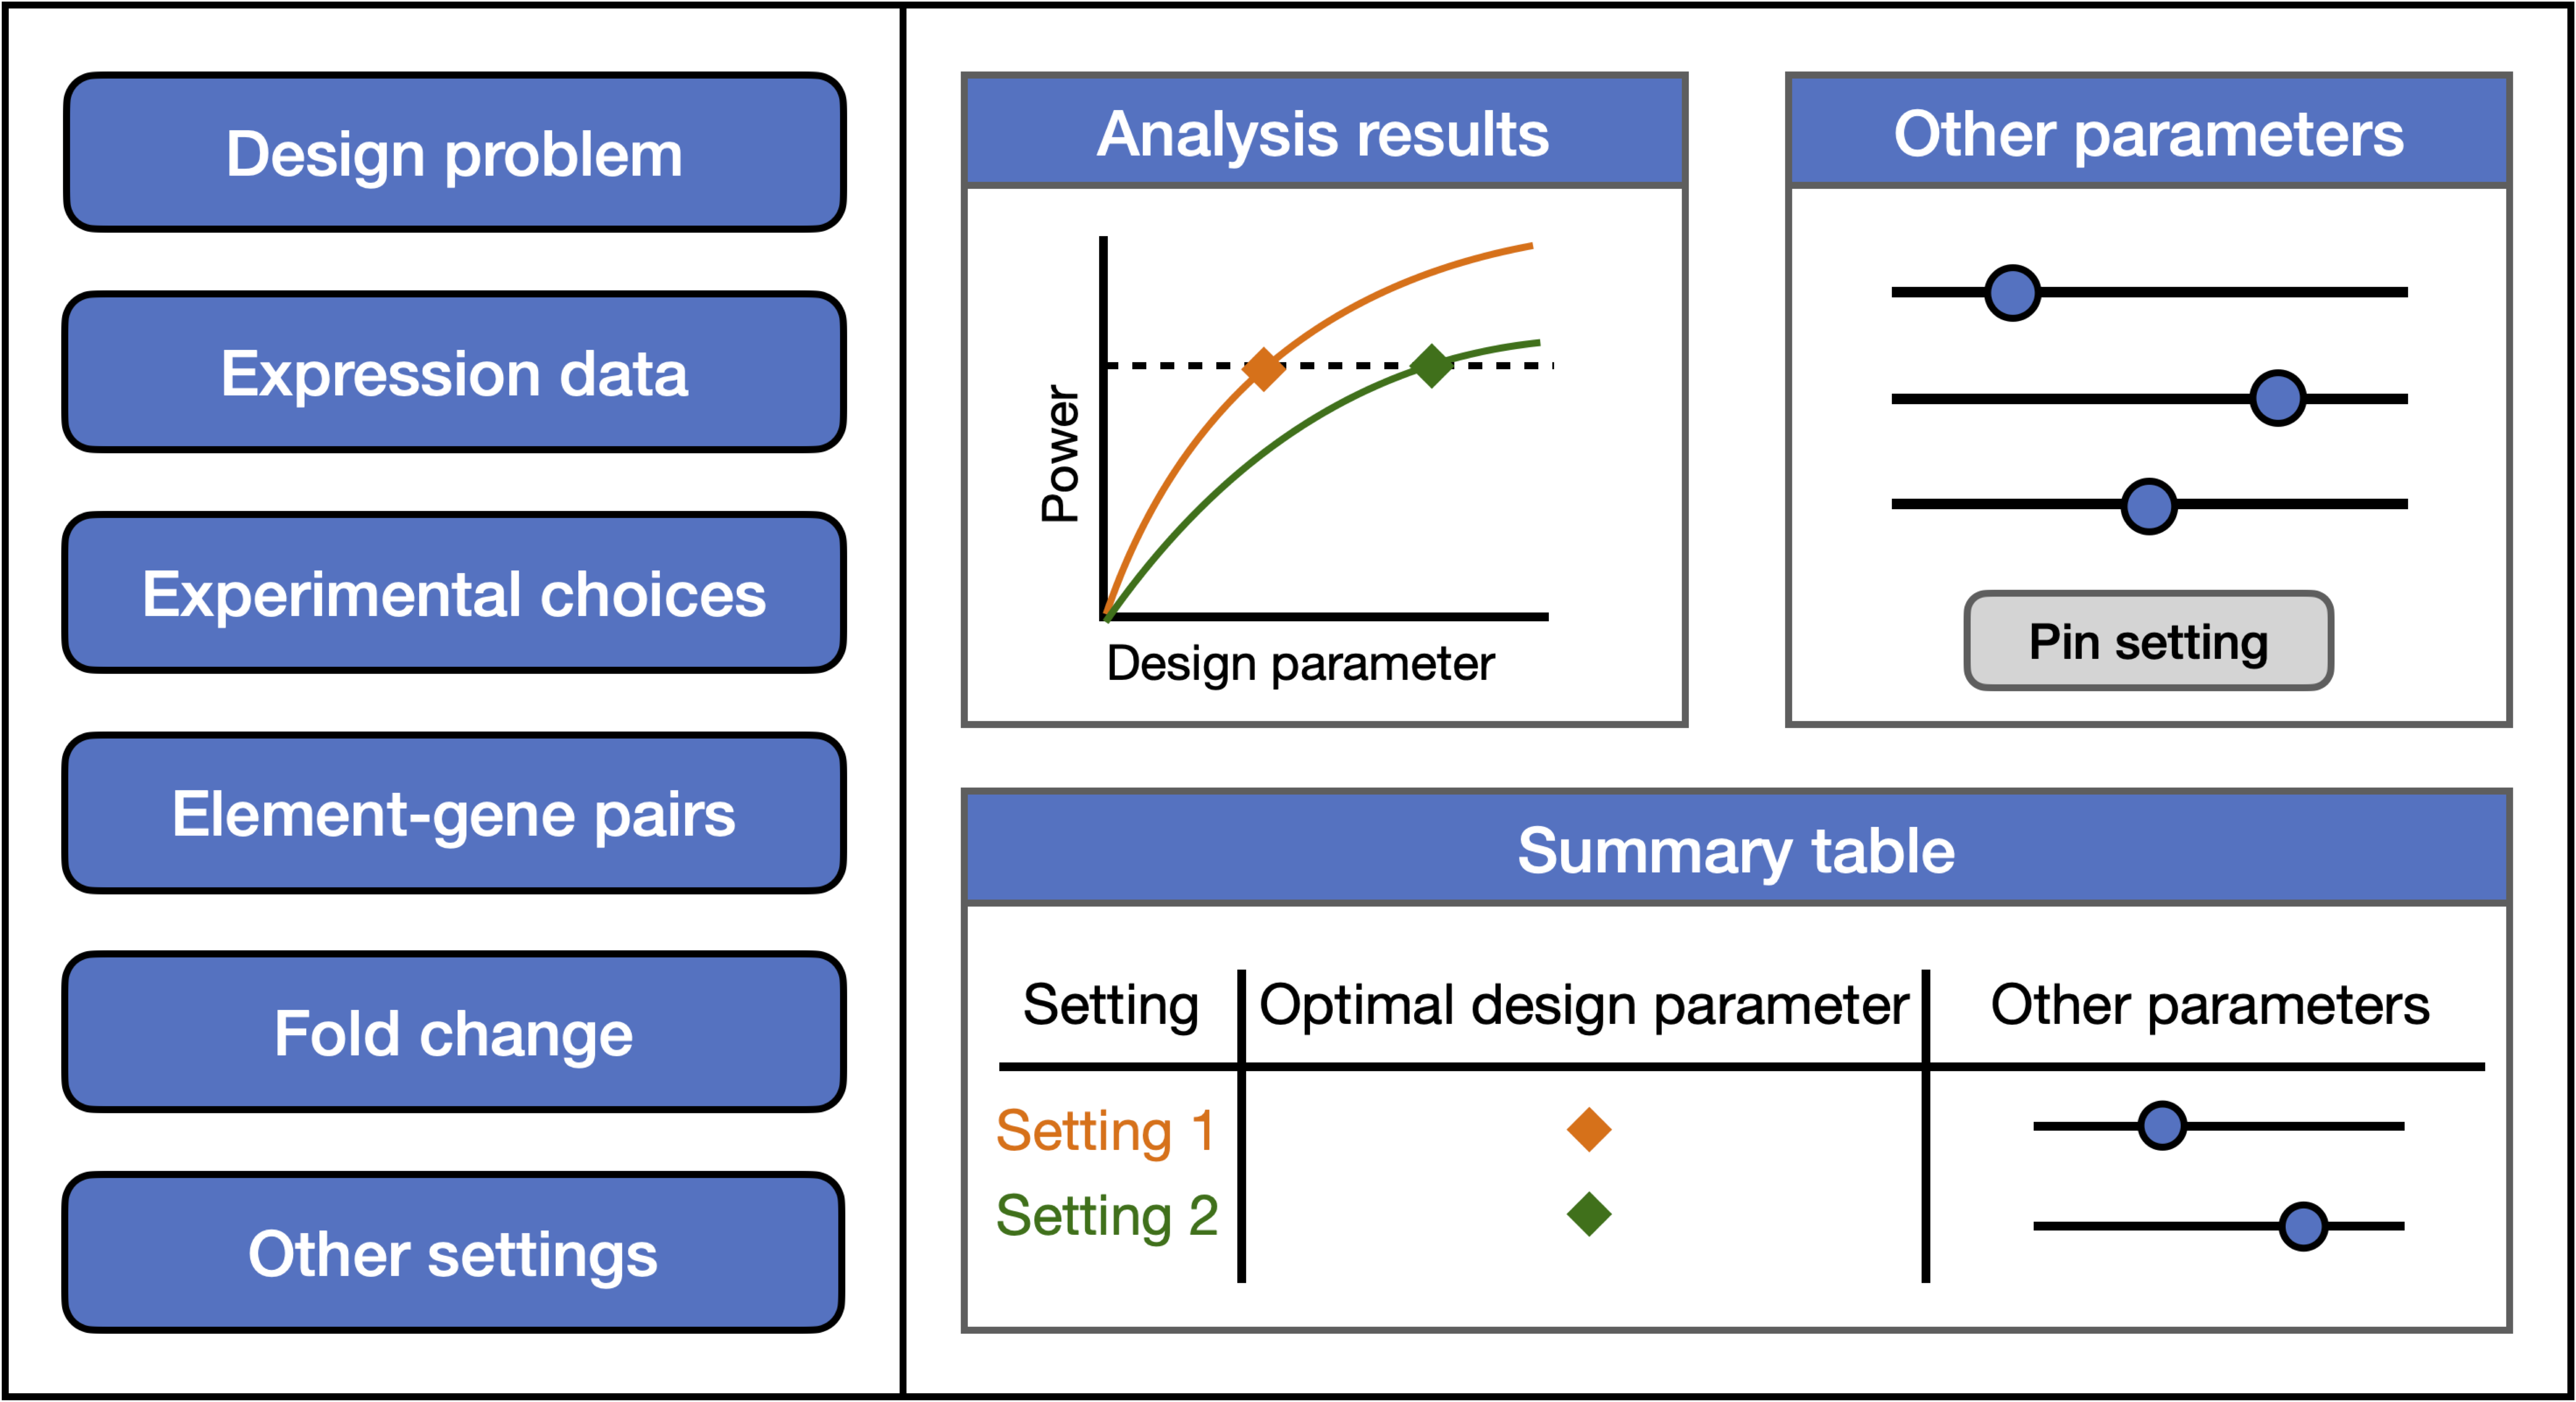 Design problem
Expression data
Experimental choices
Element-gene pairs
Fold change
Other settings
Analysis results
Power
Design parameter
Other parameters
Pin setting
Summary table
Setting Optimal design parameter Other parameters
Setting 1
Setting 2